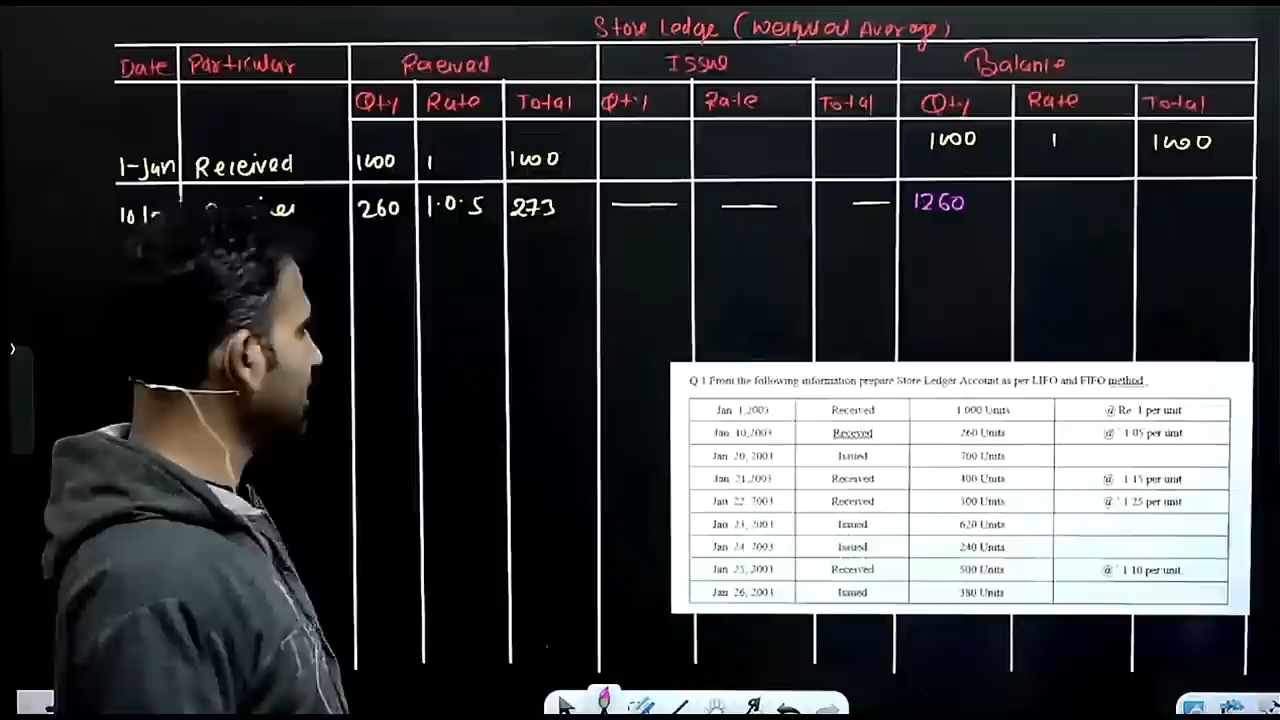 Store Ledge (Weigued Average)
Date Particular Received Issue Balance
Qty Rate Total Qty Rate Total Qty Rate Total
1-Jan Received 1000 1 1000 1000 1 1000
260 1.0.5 273 — — — 1260
Q 1 From the following information prepare Store Ledger Account as per LIFO and FIFO method.
Jan 1,2003 Received 1,000 Units @ Re 1 per unit
Jan 10,2003 Receved 260 Units @ 1.05 per unit
Jan 20, 2003 Issued 700 Units
Jan 21,2003 Received 400 Units @ 1.15 per unit
Jan 22 2003 Received 300 Units @ 1.25 per unit
Jan 23, 2003 Issued 620 Units
Jan 24 2003 Issued 240 Units
Jan 25, 2003 Received 500 Units @ 1.10 per unit
Jan 26, 2003 Issued 380 Units